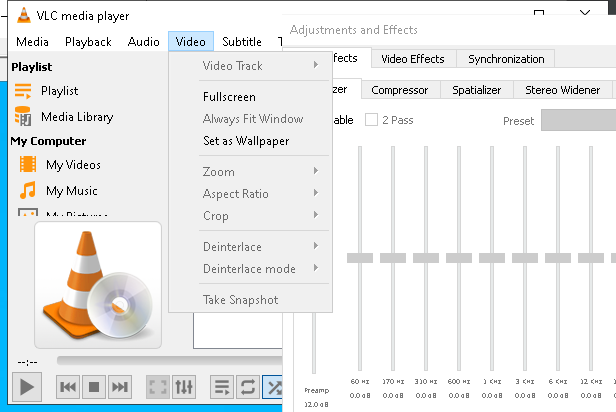 VLC media player
Adjustments and Effects
Media Playback Audio Video Subtitle T
Video Effects Synchronization
Compressor Spatializer Stereo Widener
2 Pass Preset
Playlist
Playlist
Media Library
My Computer
My Videos
My Music
My Pictures
Video Track
Fullscreen
Always Fit Window
Set as Wallpaper
Zoom
Aspect Ratio
Crop
Deinterlace
Deinterlace mode
Take Snapshot
--:--
60 Hz 170 Hz 310 Hz 600 Hz 1 KHz 3 KHz 6 KHz 12 KHz
0.0 dB 0.0 dB 0.0 dB 0.0 dB 0.0 dB 0.0 dB 0.0 dB 0.0 dB
Preamp
12.0 dB